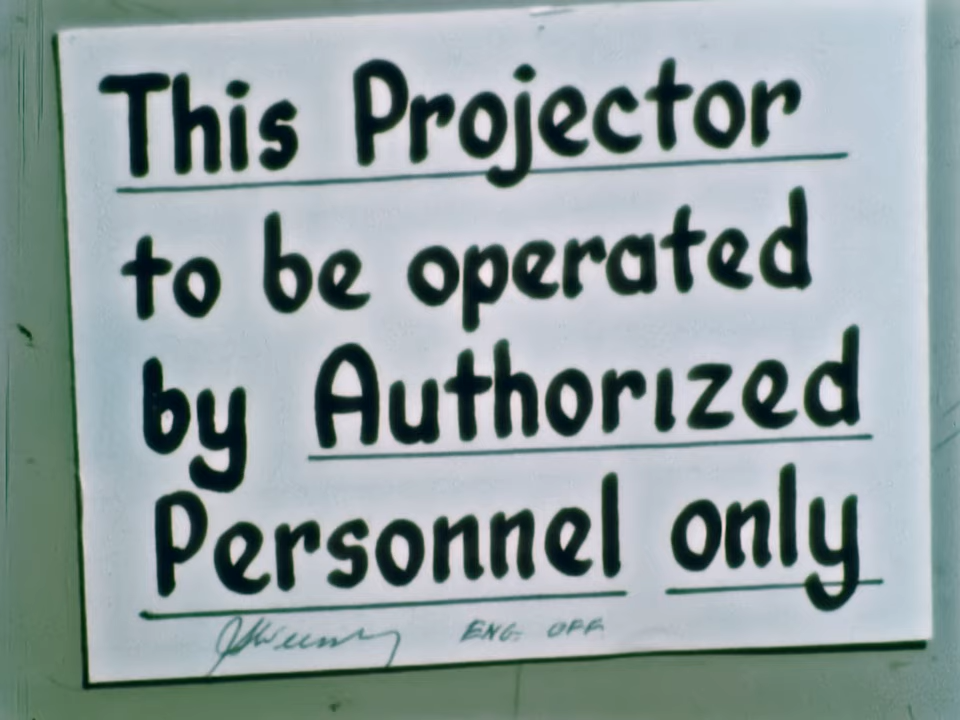 This Projector
to be operated
by Authorized
Personnel only
ENG. OFF